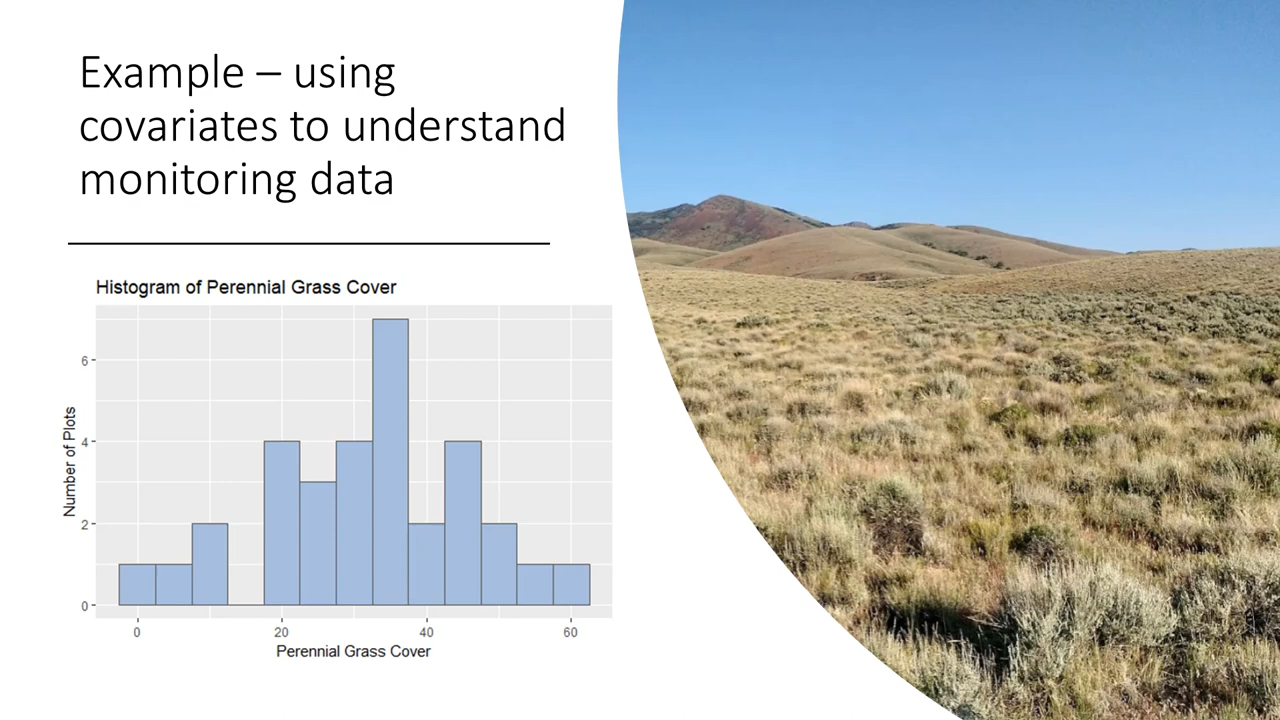 Example – using
covariates to understand
monitoring data
Histogram of Perennial Grass Cover
Number of Plots
6
4
2
0
0 20 40 60
Perennial Grass Cover